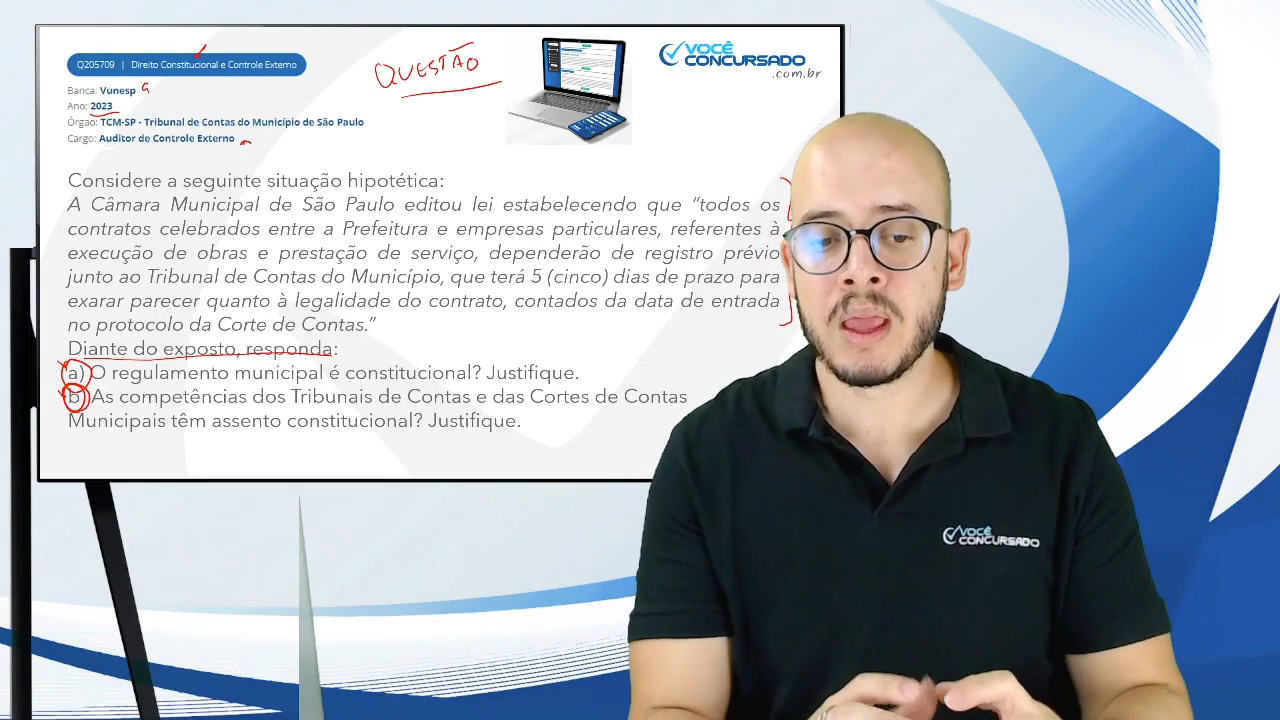 Q205709 | Direito Constitucional e Controle Externo
QUESTÃO
VOCÊ
CONCURSADO
.com.br
Banca: Vunesp
Ano: 2023
Órgão: TCM-SP - Tribunal de Contas do Município de São Paulo
Cargo: Auditor de Controle Externo
Considere a seguinte situação hipotética:
A Câmara Municipal de São Paulo editou lei estabelecendo que “todos os
contratos celebrados entre a Prefeitura e empresas particulares, referentes à
execução de obras e prestação de serviço, dependerão de registro prévio
junto ao Tribunal de Contas do Município, que terá 5 (cinco) dias de prazo para
exarar parecer quanto à legalidade do contrato, contados da data de entrada
no protocolo da Corte de Contas.”
Diante do exposto, responda:
a) O regulamento municipal é constitucional? Justifique.
b) As competências dos Tribunais de Contas e das Cortes de Contas
Municipais têm assento constitucional? Justifique.
VOCÊ
CONCURSADO